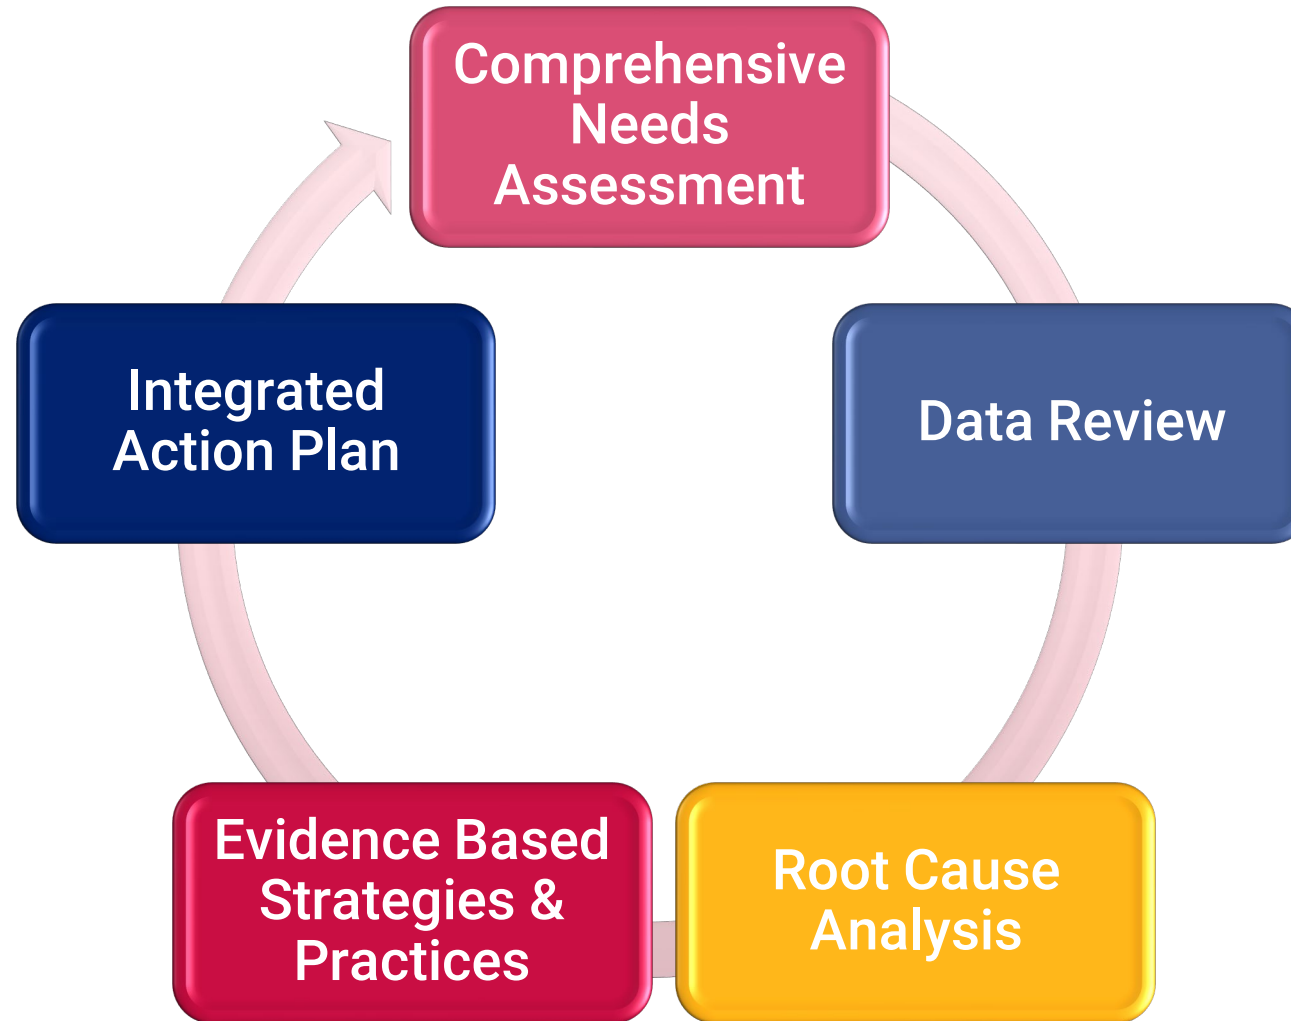 Comprehensive
Needs
Assessment
Data Review
Root Cause
Analysis
Evidence Based
Strategies &
Practices
Integrated
Action Plan